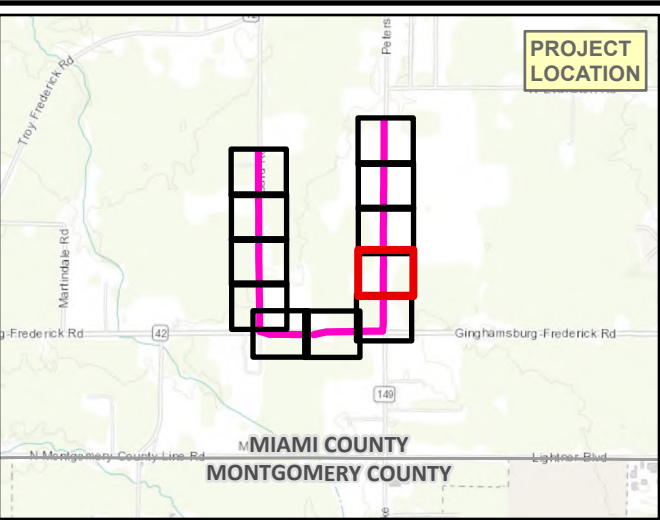 Peters
PROJECT
LOCATION
Troy Frederick Rd
Martindale Rd
g-Frederick Rd
42
Ginghamsburg-Frederick Rd
149
M
MIAMI COUNTY
N Montgomery County Line Rd
Lightner Blvd
MONTGOMERY COUNTY